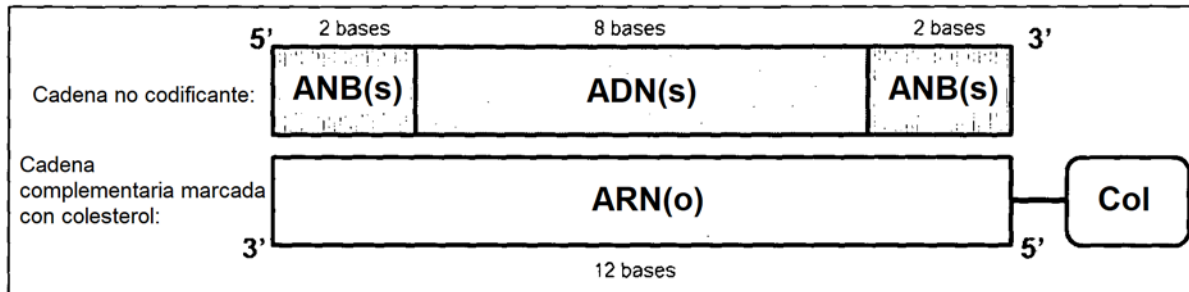 2 bases 8 bases 2 bases
5’ 3’
Cadena no codificante: ANB(s) ADN(s) ANB(s)
Cadena
complementaria marcada
con colesterol:
ARN(o) Col
3’ 5’
12 bases